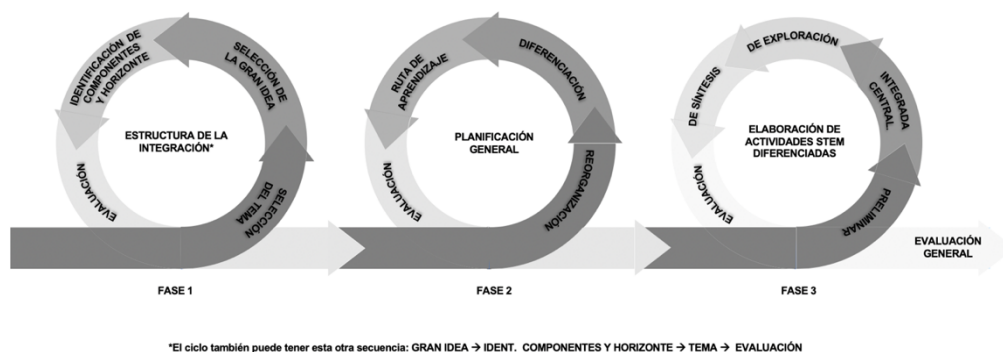 IDENTIFICACIÓN DE
COMPONENTES
Y HORIZONTE
SELECCIÓN DE
LA GRAN IDEA
ESTRUCTURA DE LA
INTEGRACIÓN*
EVALUACIÓN
SELECCIÓN
DEL TEMA
FASE 1
RUTA DE
APRENDIZAJE
DIFERENCIACIÓN
PLANIFICACIÓN
GENERAL
EVALUACIÓN
REORGANIZACIÓN
FASE 2
DE EXPLORACIÓN
DE SÍNTESIS
INTEGRADA
CENTRAL
ELABORACIÓN DE
ACTIVIDADES STEM
DIFERENCIADAS
EVALUACIÓN
PRELIMINAR
FASE 3
EVALUACIÓN
GENERAL
*El ciclo también puede tener esta otra secuencia: GRAN IDEA → IDENT. COMPONENTES Y HORIZONTE → TEMA → EVALUACIÓN